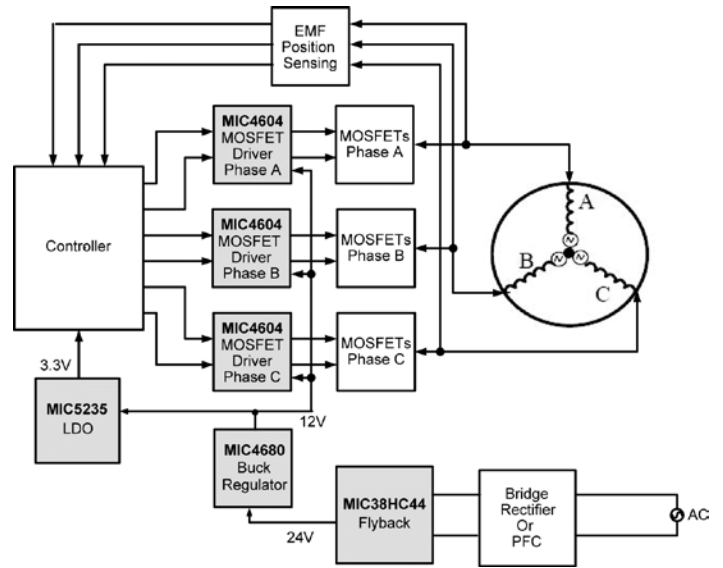 EMF
Position
Sensing
MIC4604
MOSFET
Driver
Phase A
MOSFETs
Phase A
Controller
MIC4604
MOSFET
Driver
Phase B
MOSFETs
Phase B
MIC4604
MOSFET
Driver
Phase C
MOSFETs
Phase C
A
B
C
3.3V
MIC5235
LDO
12V
MIC4680
Buck
Regulator
24V
MIC38HC44
Flyback
Bridge
Rectifier
Or
PFC
AC